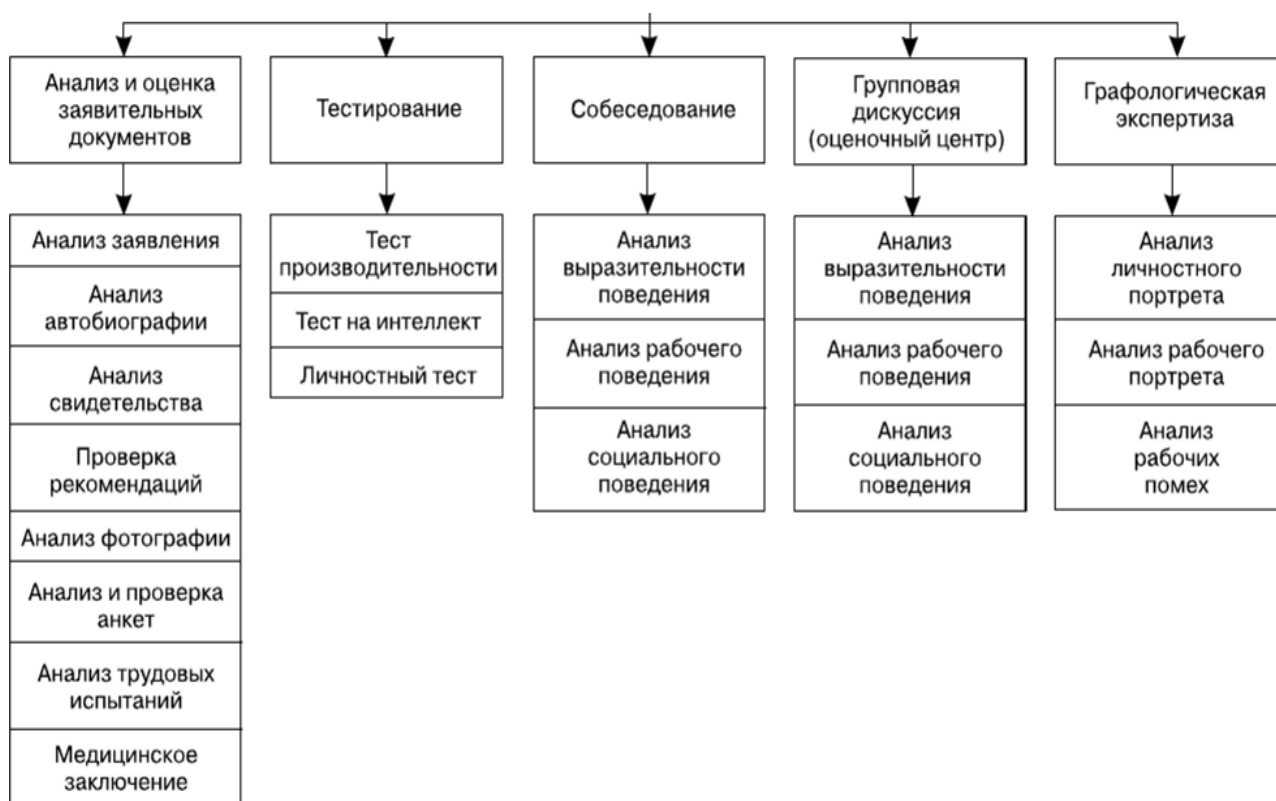 Анализ и оценка
заявительных
документов
Тестирование
Собеседование
Групповая
дискуссия
(оценочный центр)
Графологическая
экспертиза
Анализ заявления
Анализ
автобиографии
Анализ
свидетельства
Проверка
рекомендаций
Анализ фотографии
Анализ и проверка
анкет
Анализ трудовых
испытаний
Медицинское
заключение
Тест
производительности
Тест на интеллект
Личностный тест
Анализ
выразительности
поведения
Анализ рабочего
поведения
Анализ
социального
поведения
Анализ
выразительности
поведения
Анализ рабочего
поведения
Анализ
социального
поведения
Анализ
личностного
портрета
Анализ рабочего
портрета
Анализ
рабочих
помех